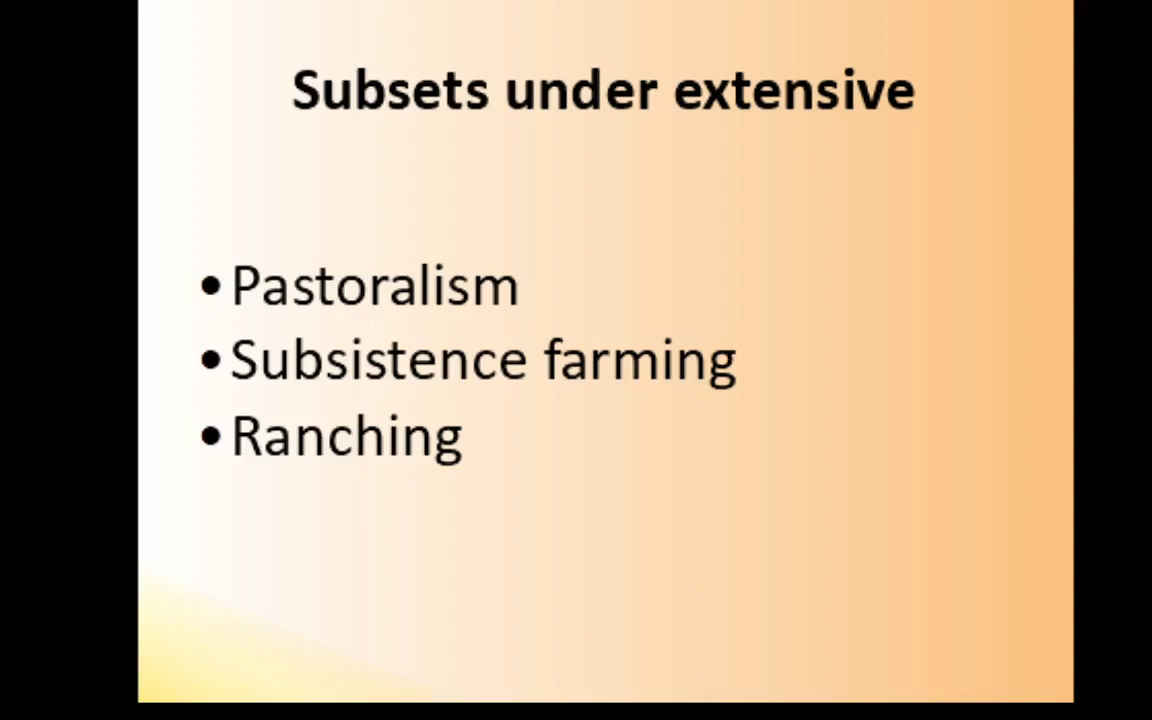 Subsets under extensive
•Pastoralism
•Subsistence farming
•Ranching